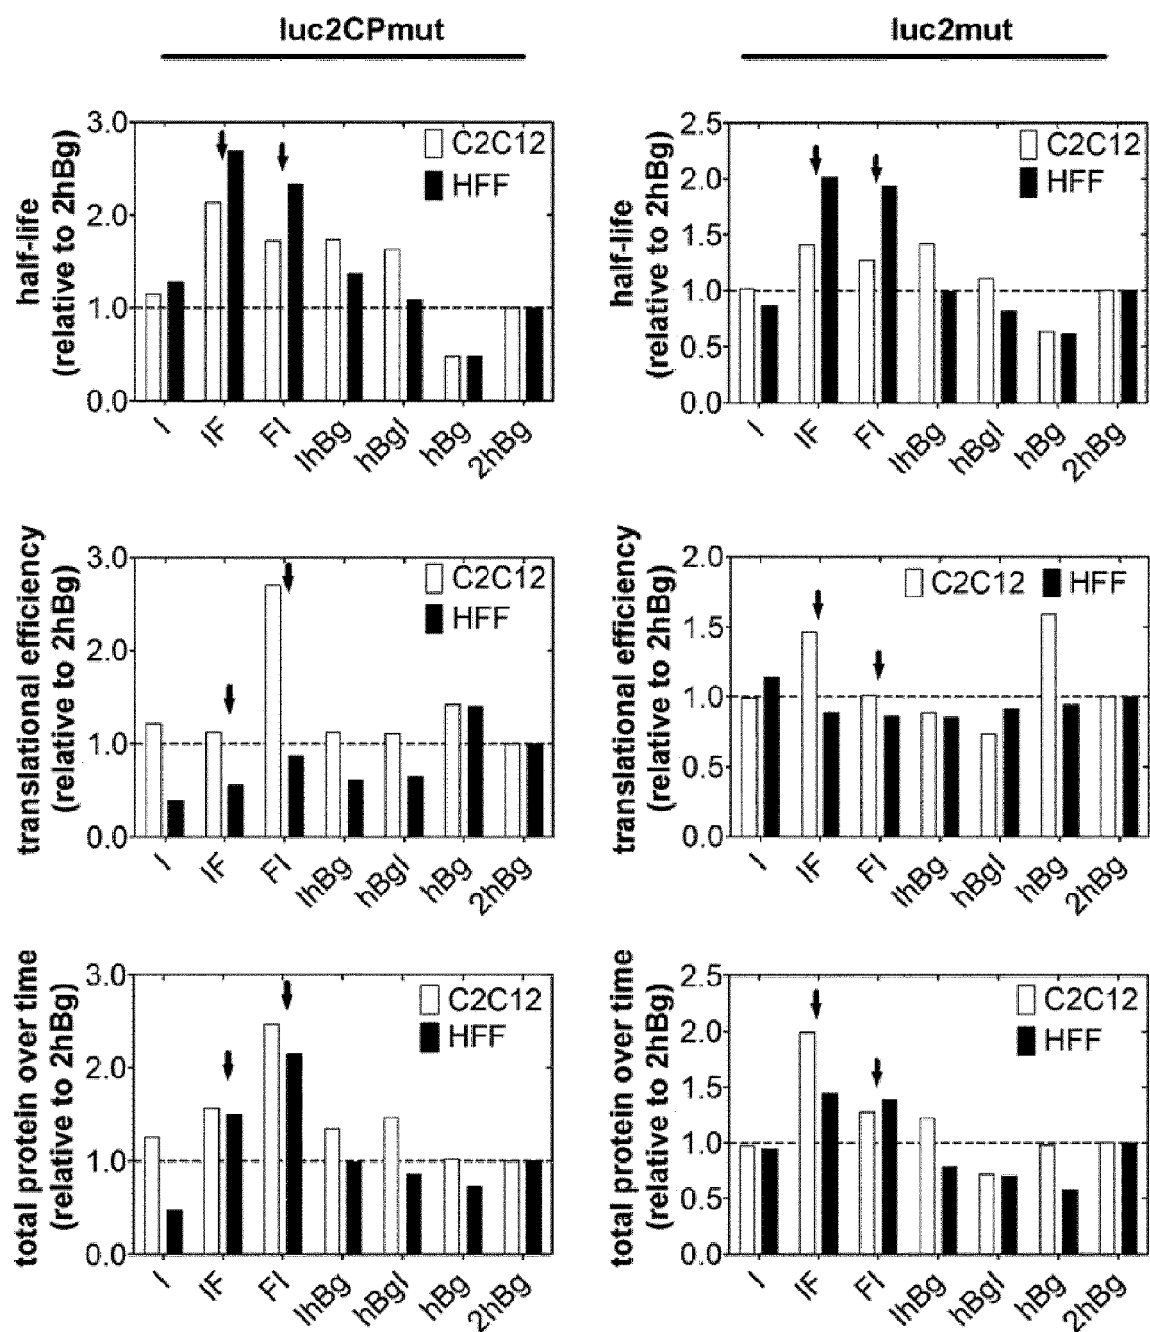 luc2CPmut
luc2mut
half-life
(relative to 2hBg)
3.0
2.0
1.0
0.0
C2C12
HFF
I
IF
FI
IhBg
hBgI
hBg
2hBg
half-life
(relative to 2hBg)
2.5
2.0
1.5
1.0
0.5
0.0
C2C12
HFF
I
IF
FI
IhBg
hBgI
hBg
2hBg
translational efficiency
(relative to 2hBg)
3.0
2.0
1.0
0.0
C2C12
HFF
I
IF
FI
IhBg
hBgI
hBg
2hBg
translational efficiency
(relative to 2hBg)
2.0
1.5
1.0
0.5
0.0
C2C12 HFF
I
IF
FI
IhBg
hBgI
hBg
2hBg
total protein over time
(relative to 2hBg)
3.0
2.0
1.0
0.0
C2C12
HFF
I
IF
FI
IhBg
hBgI
hBg
2hBg
total protein over time
(relative to 2hBg)
2.5
2.0
1.5
1.0
0.5
0.0
C2C12
HFF
I
IF
FI
IhBg
hBgI
hBg
2hBg